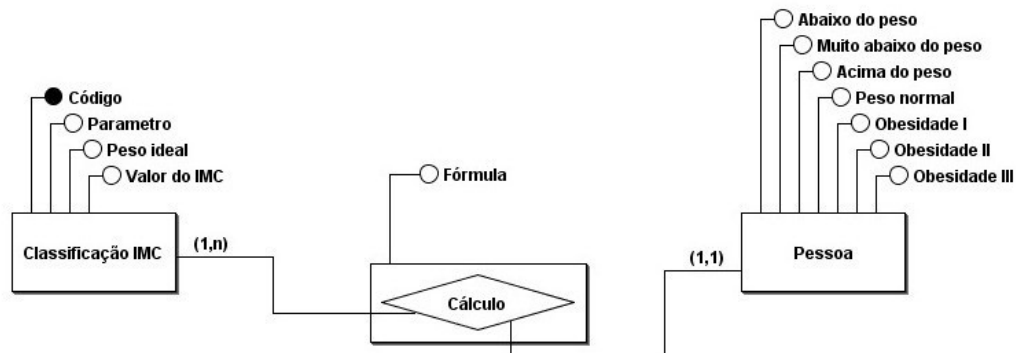 Abaixo do peso
Muito abaixo do peso
Acima do peso
Código
Peso normal
Parametro
Obesidade I
Peso ideal
Obesidade II
Valor do IMC
Fórmula
Obesidade III
Classificação IMC
(1,n)
(1,1)
Pessoa
Cálculo